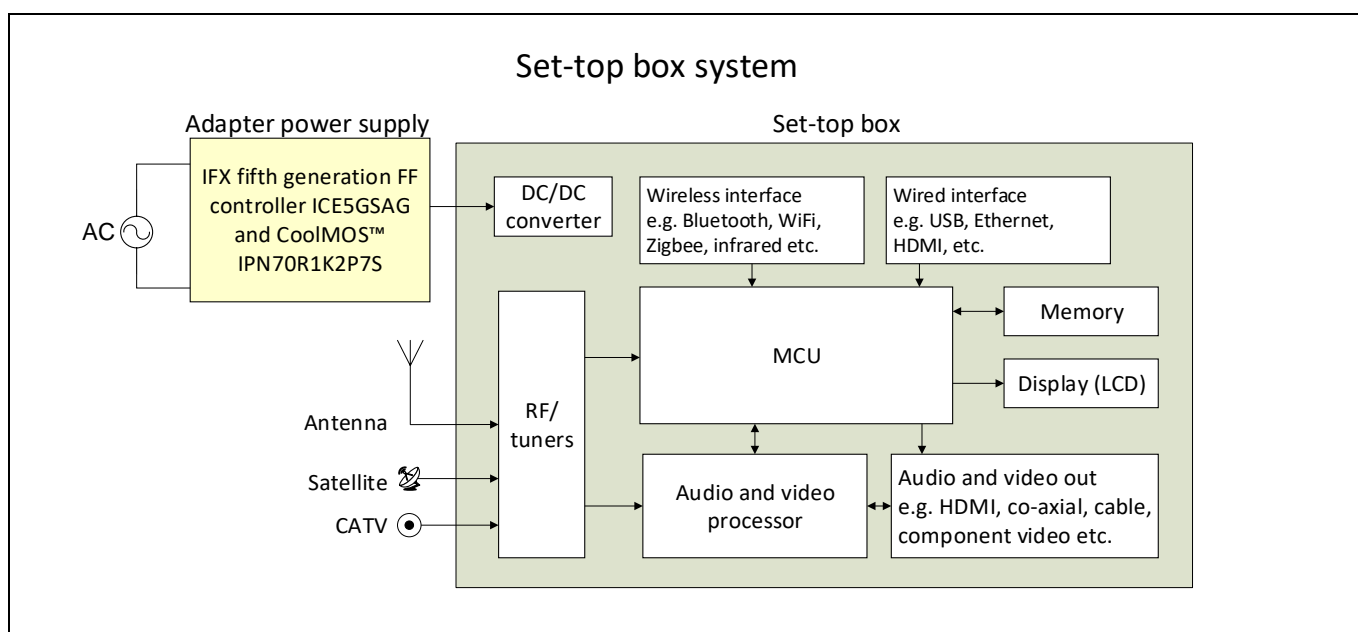 Set-top box system
Adapter power supply
Set-top box
IFX fifth generation FF
controller ICE5GSAG
and CoolMOS™
IPN70R1K2P7S
AC
DC/DC
converter
Wireless interface
e.g. Bluetooth, WiFi,
Zigbee, infrared etc.
Wired interface
e.g. USB, Ethernet,
HDMI, etc.
MCU
Memory
Display (LCD)
RF/
tuners
Antenna
Satellite
CATV
Audio and video
processor
Audio and video out
e.g. HDMI, co-axial, cable,
component video etc.